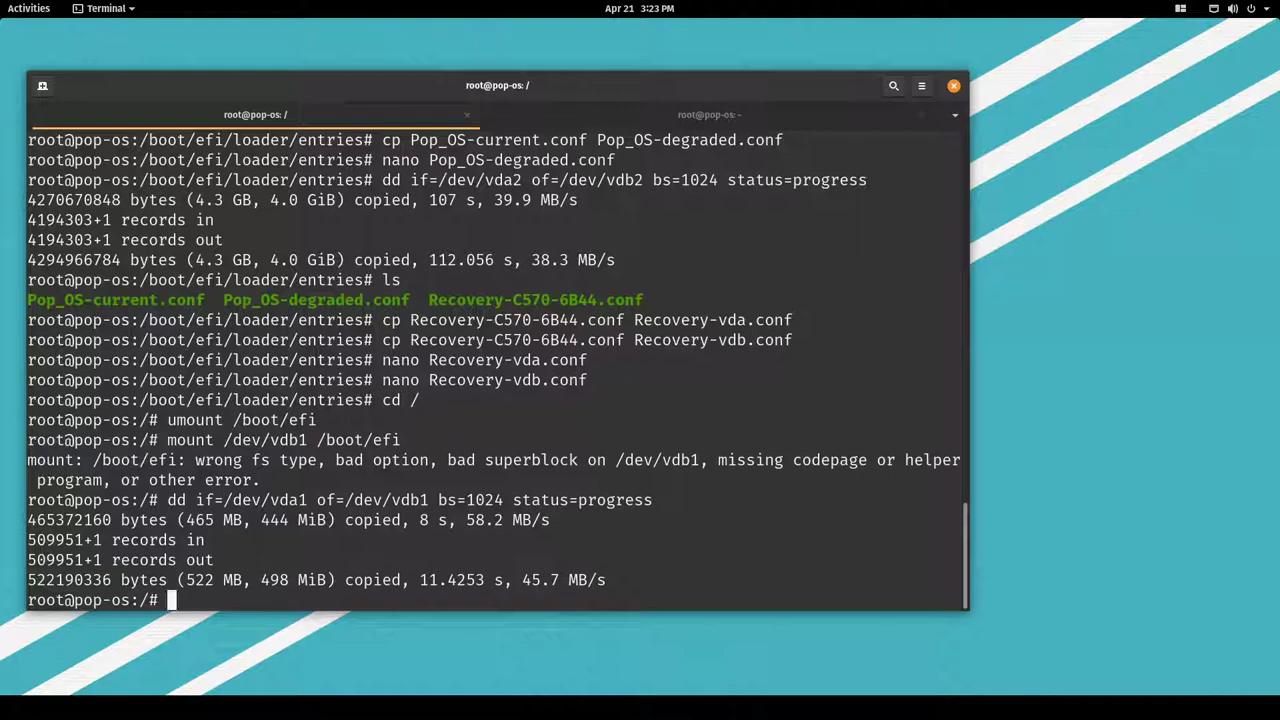 Activities
Terminal
Apr 21 3:23 PM
root@pop-os: /
root@pop-os: /
root@pop-os: ~
root@pop-os:/boot/efi/loader/entries# cp Pop_OS-current.conf Pop_OS-degraded.conf
root@pop-os:/boot/efi/loader/entries# nano Pop_OS-degraded.conf
root@pop-os:/boot/efi/loader/entries# dd if=/dev/vda2 of=/dev/vdb2 bs=1024 status=progress
4270670848 bytes (4.3 GB, 4.0 GiB) copied, 107 s, 39.9 MB/s
4194303+1 records in
4194303+1 records out
4294966784 bytes (4.3 GB, 4.0 GiB) copied, 112.056 s, 38.3 MB/s
root@pop-os:/boot/efi/loader/entries# ls
Pop_OS-current.conf  Pop_OS-degraded.conf  Recovery-C570-6B44.conf
root@pop-os:/boot/efi/loader/entries# cp Recovery-C570-6B44.conf Recovery-vda.conf
root@pop-os:/boot/efi/loader/entries# cp Recovery-C570-6B44.conf Recovery-vdb.conf
root@pop-os:/boot/efi/loader/entries# nano Recovery-vda.conf
root@pop-os:/boot/efi/loader/entries# nano Recovery-vdb.conf
root@pop-os:/boot/efi/loader/entries# cd /
root@pop-os:/# umount /boot/efi
root@pop-os:/# mount /dev/vdb1 /boot/efi
mount: /boot/efi: wrong fs type, bad option, bad superblock on /dev/vdb1, missing codepage or helper
 program, or other error.
root@pop-os:/# dd if=/dev/vda1 of=/dev/vdb1 bs=1024 status=progress
465372160 bytes (465 MB, 444 MiB) copied, 8 s, 58.2 MB/s
509951+1 records in
509951+1 records out
522190336 bytes (522 MB, 498 MiB) copied, 11.4253 s, 45.7 MB/s
root@pop-os:/#